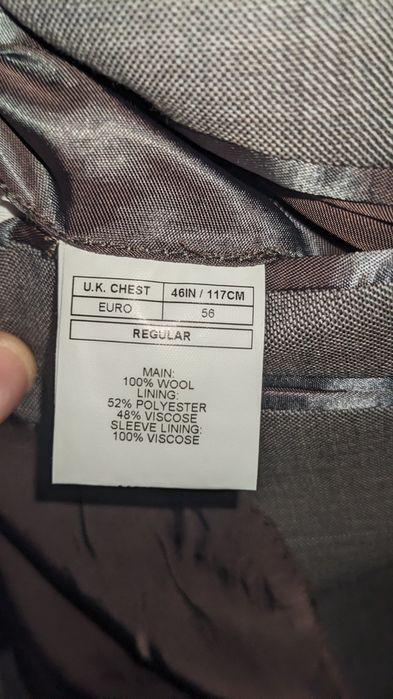 U.K. CHEST 46IN / 117CM
EURO 56
REGULAR
MAIN:
100% WOOL
LINING:
52% POLYESTER
48% VISCOSE
SLEEVE LINING:
100% VISCOSE